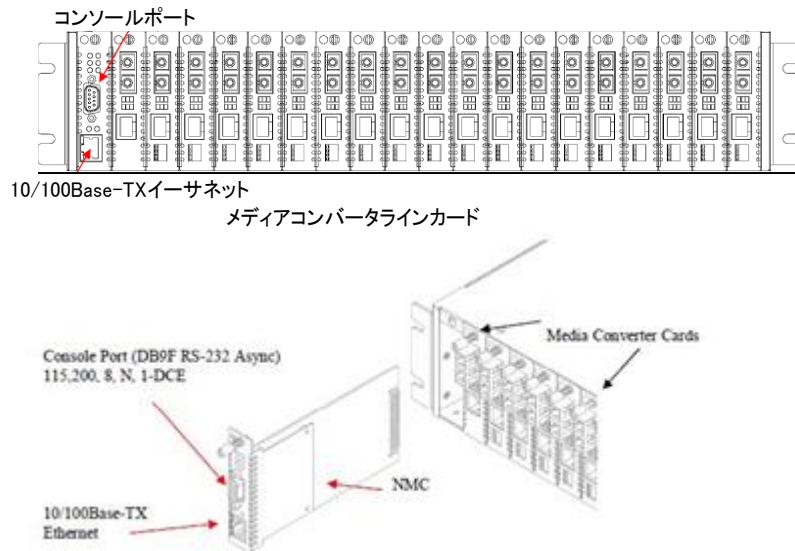 コンソールポート
10/100Base-TXイーサネット
メディアコンバータラインカード
Media Converter Cards
Console Port (DB9F RS-232 Async)
115,200, 8, N, 1-DCE
NMC
10/100Base-TX
Ethernet